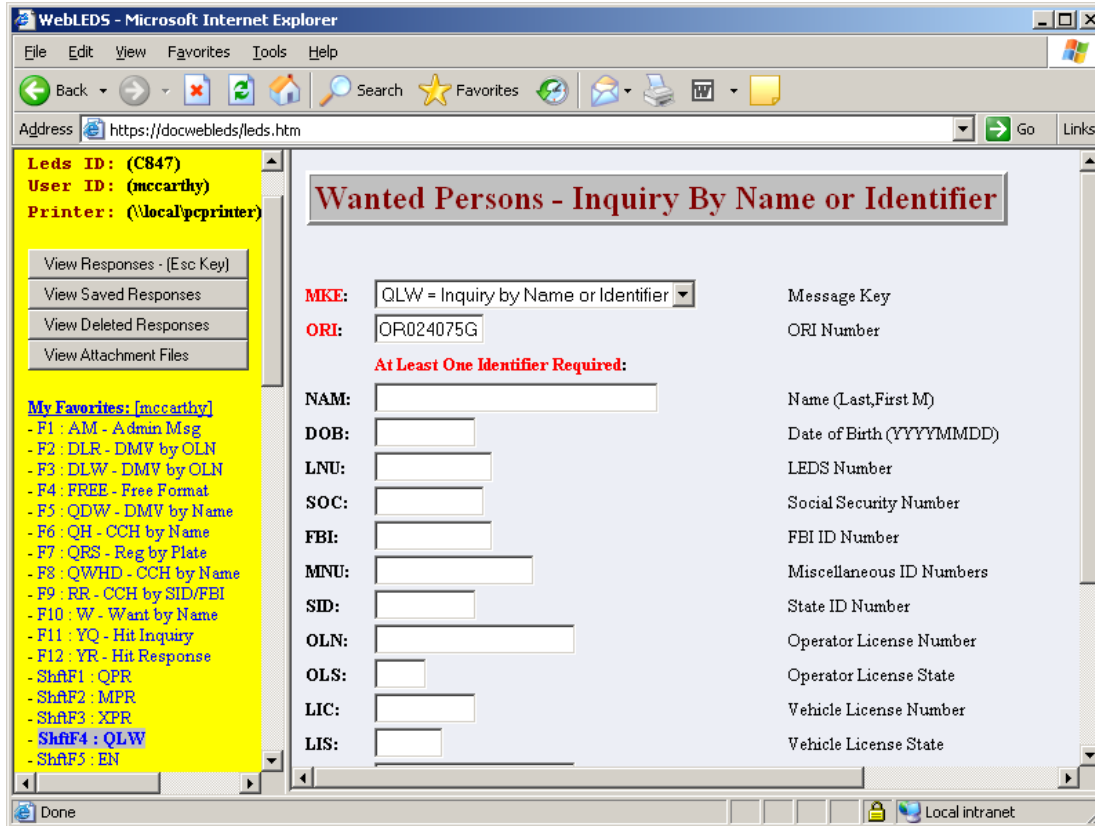 WebLEDS - Microsoft Internet Explorer
File Edit View Favorites Tools Help
Back Search Favorites
Address https://docwebleds/leds.htm Go Links
Leds ID: (C847)
User ID: (mccarthy)
Printer: (\\local\pcprinter)
View Responses - (Esc Key)
View Saved Responses
View Deleted Responses
View Attachment Files
My Favorites: [mccarthy]
- F1 : AM - Admin Msg
- F2 : DLR - DMV by OLN
- F3 : DLW - DMV by OLN
- F4 : FREE - Free Format
- F5 : QDW - DMV by Name
- F6 : QH - CCH by Name
- F7 : QRS - Reg by Plate
- F8 : QWHD - CCH by Name
- F9 : RR - CCH by SID/FBI
- F10 : W - Want by Name
- F11 : YQ - Hit Inquiry
- F12 : YR - Hit Response
- ShftF1 : QPR
- ShftF2 : MPR
- ShftF3 : XPR
- ShftF4 : QLW
- ShftF5 : EN
Wanted Persons - Inquiry By Name or Identifier
MKE: QLW = Inquiry by Name or Identifier Message Key
ORI: OR024075G ORI Number
At Least One Identifier Required:
NAM: Name (Last,First M)
DOB: Date of Birth (YYYYMMDD)
LNU: LEDS Number
SOC: Social Security Number
FBI: FBI ID Number
MNU: Miscellaneous ID Numbers
SID: State ID Number
OLN: Operator License Number
OLS: Operator License State
LIC: Vehicle License Number
LIS: Vehicle License State
Done Local intranet